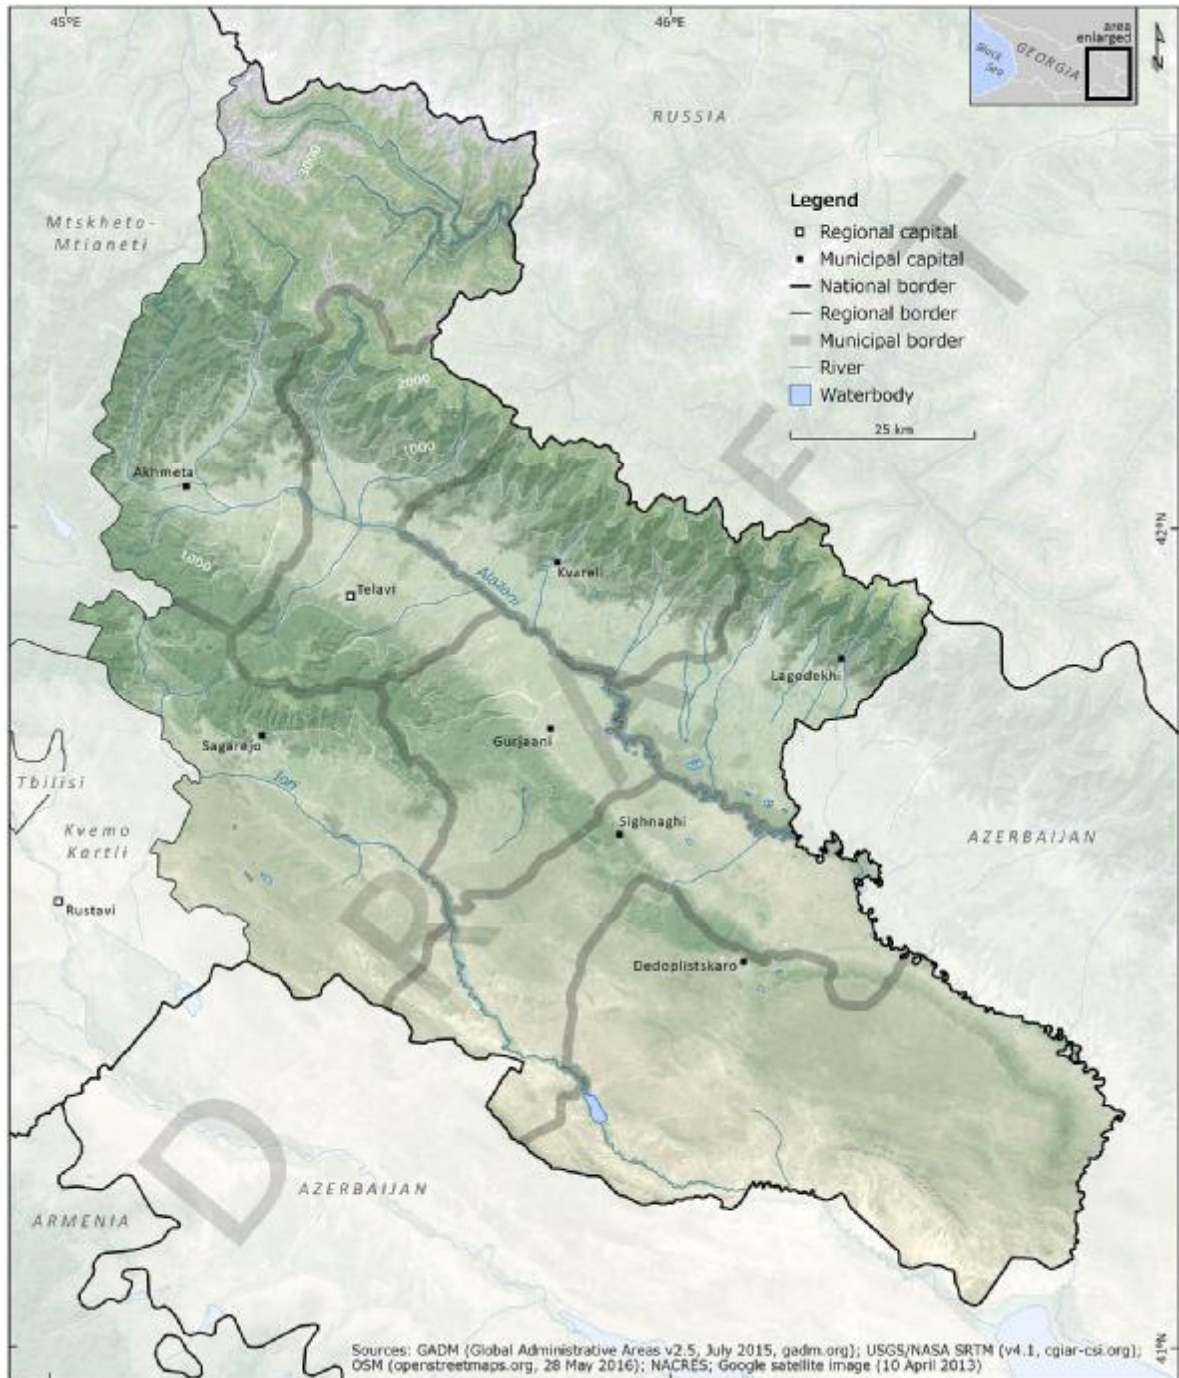 45°E
46°E
area
enlarged
Black
Sea
GEORGIA
N
RUSSIA
3000
Mtskheta-
Mtianeti
Legend
Regional capital
Municipal capital
National border
Regional border
Municipal border
River
Waterbody
25 km
2000
1000
Akhmeta
42°N
1000
Kvareli
Alazani
Telavi
Lagodekhi
Gurjaani
Sagarejo
Iori
Tbilisi
Kvemo
Kartli
Sighnaghi
AZERBAIJAN
Rustavi
Dedoplistskaro
DRAFT
AZERBAIJAN
ARMENIA
41°N
Sources: GADM (Global Administrative Areas v2.5, July 2015, gadm.org); USGS/NASA SRTM (v4.1, cgiar-csi.org);
OSM (openstreetmaps.org, 28 May 2016); NACRES; Google satellite image (10 April 2013)